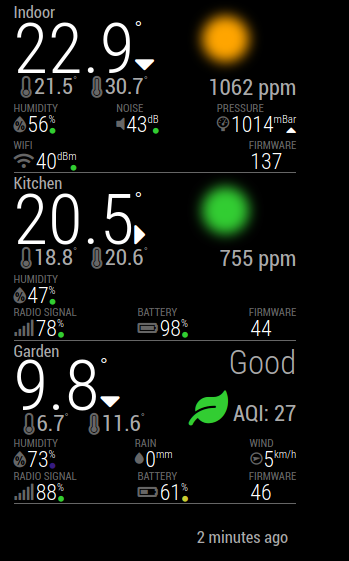 Indoor
22.9°
21.5° 30.7° 1062 ppm
HUMIDITY NOISE PRESSURE
56% 43dB 1014mBar
WIFI FIRMWARE
40dBm 137
Kitchen
20.5°
18.8° 20.6° 755 ppm
HUMIDITY
47%
RADIO SIGNAL BATTERY FIRMWARE
78% 98% 44
Garden
9.8° Good
6.7° 11.6° AQI: 27
HUMIDITY RAIN WIND
73% 0mm 5km/h
RADIO SIGNAL BATTERY FIRMWARE
88% 61% 46
2 minutes ago